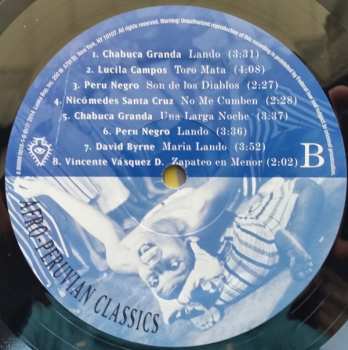 1. Chabuca Granda Lando (3:31)
2. Lucila Campos Toro Mata (4:08)
3. Peru Negro Son de los Diablos (2:27)
4. Nicómedes Santa Cruz No Me Cumben (2:28)
5. Chabuca Granda Una Larga Noche (3:37)
6. Peru Negro Lando (3:36)
7. David Byrne Maria Lando (3:52)
8. Vincente Vásquez D. Zapateo en Menor (2:02)
B
AFRO-PERUVIAN CLASSICS